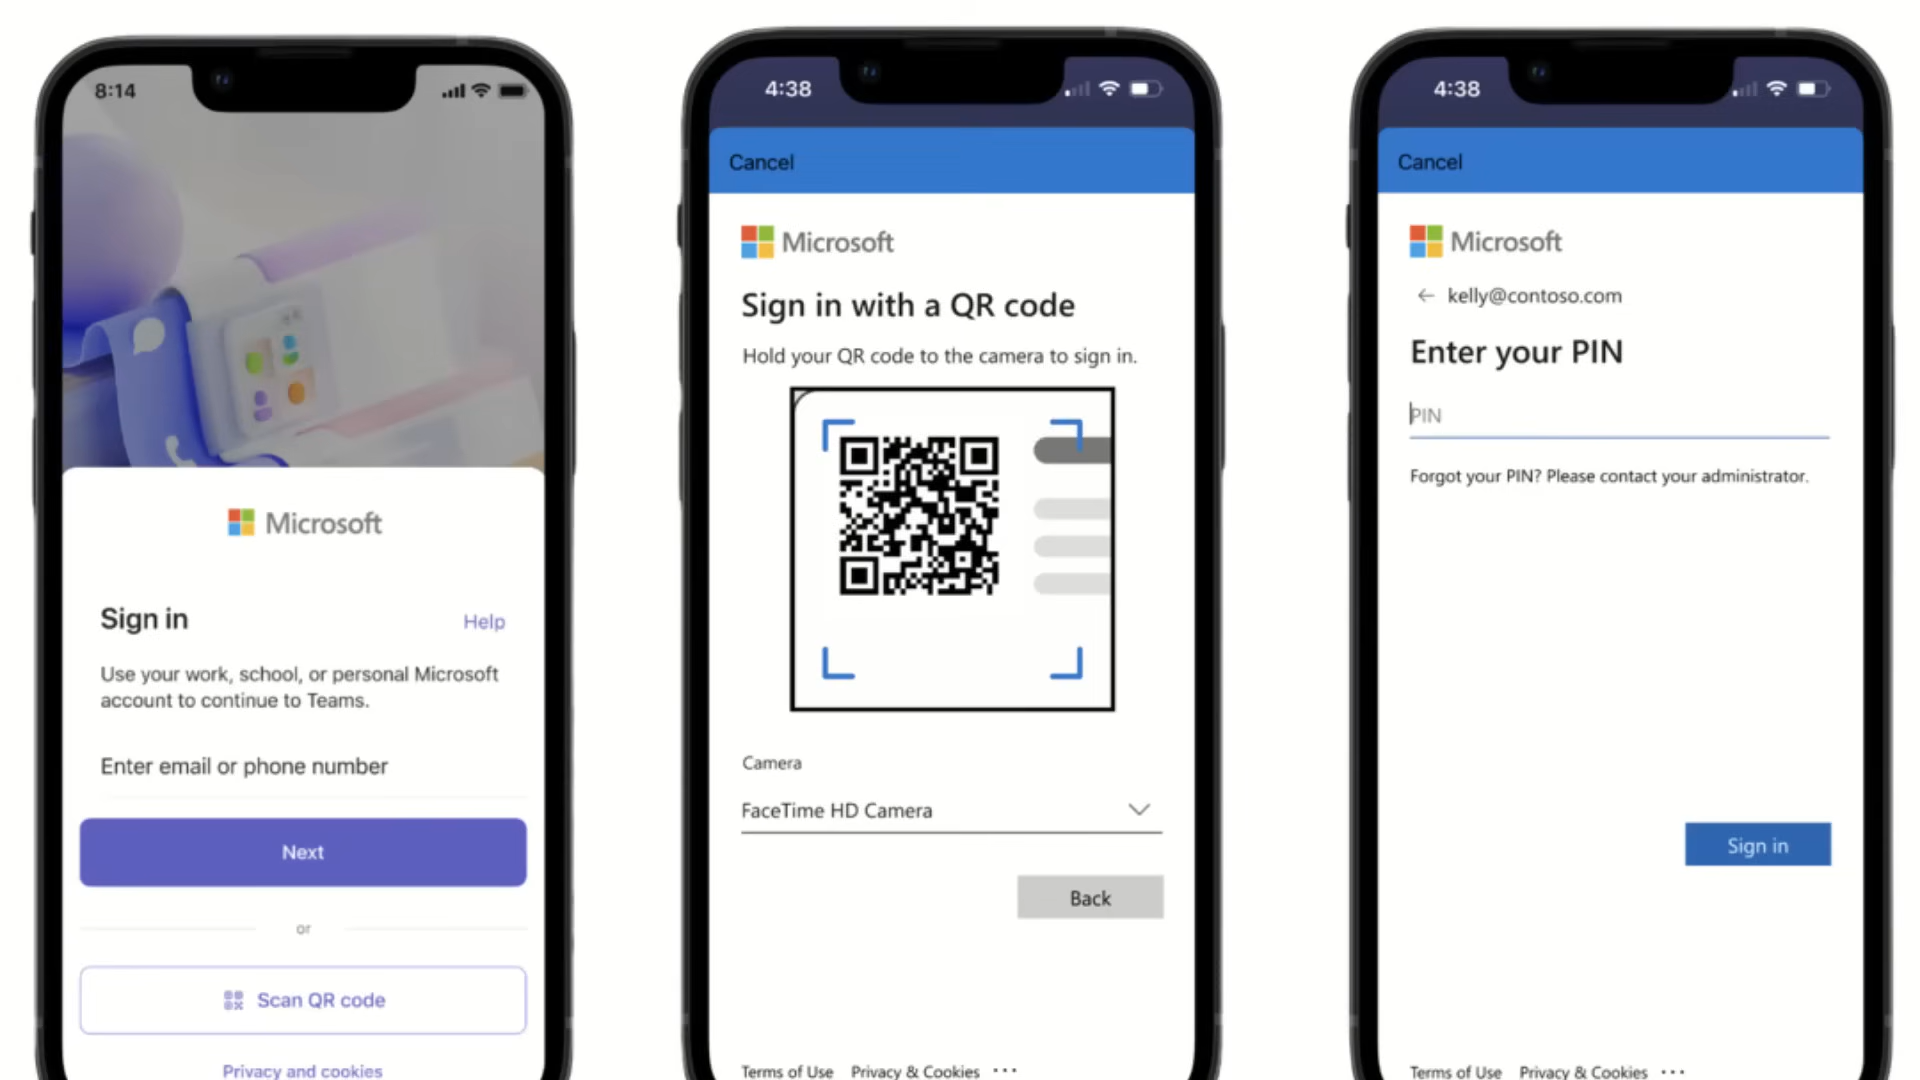 8:14
Microsoft
Sign in
Help
Use your work, school, or personal Microsoft
account to continue to Teams.
Enter email or phone number
Next
or
Scan QR code
Privacy and cookies
4:38
Cancel
Microsoft
Sign in with a QR code
Hold your QR code to the camera to sign in.
Camera
FaceTime HD Camera
Back
Terms of Use Privacy & Cookies ...
4:38
Cancel
Microsoft
← kelly@contoso.com
Enter your PIN
PIN
Forgot your PIN? Please contact your administrator.
Sign in
Terms of Use Privacy & Cookies ...